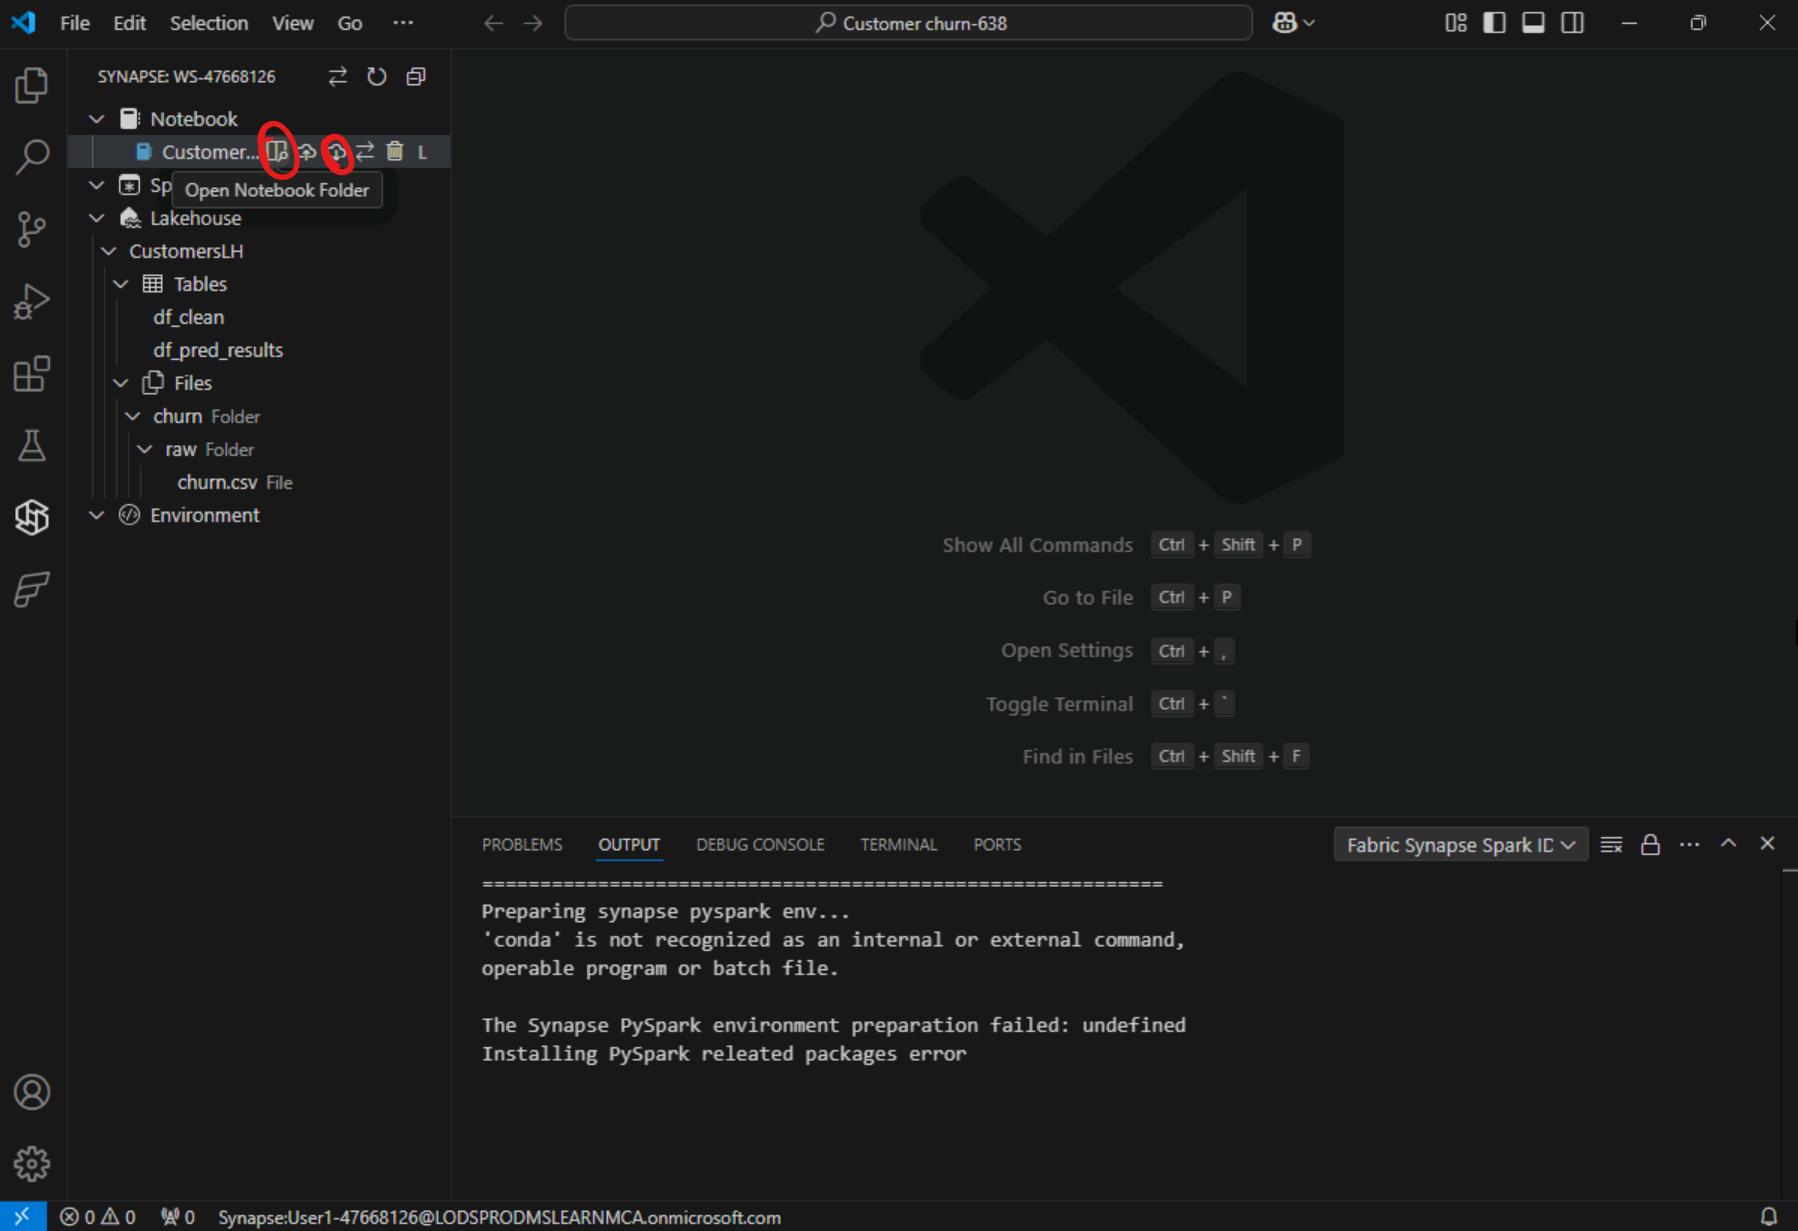 File Edit Selection View Go ···
Customer churn-638
SYNAPSE: WS-47668126
Notebook
Customer... L
Sp
Open Notebook Folder
Lakehouse
CustomersLH
Tables
df_clean
df_pred_results
Files
churn Folder
raw Folder
churn.csv File
Environment
Show All Commands Ctrl + Shift + P
Go to File Ctrl + P
Open Settings Ctrl + ,
Toggle Terminal Ctrl + `
Find in Files Ctrl + Shift + F
PROBLEMS OUTPUT DEBUG CONSOLE TERMINAL PORTS Fabric Synapse Spark ID
===========================================================
Preparing synapse pyspark env...
'conda' is not recognized as an internal or external command,
operable program or batch file.
The Synapse PySpark environment preparation failed: undefined
Installing PySpark releated packages error
0 0 0 Synapse:User1-47668126@LODSPRODMSLEARNMCA.onmicrosoft.com